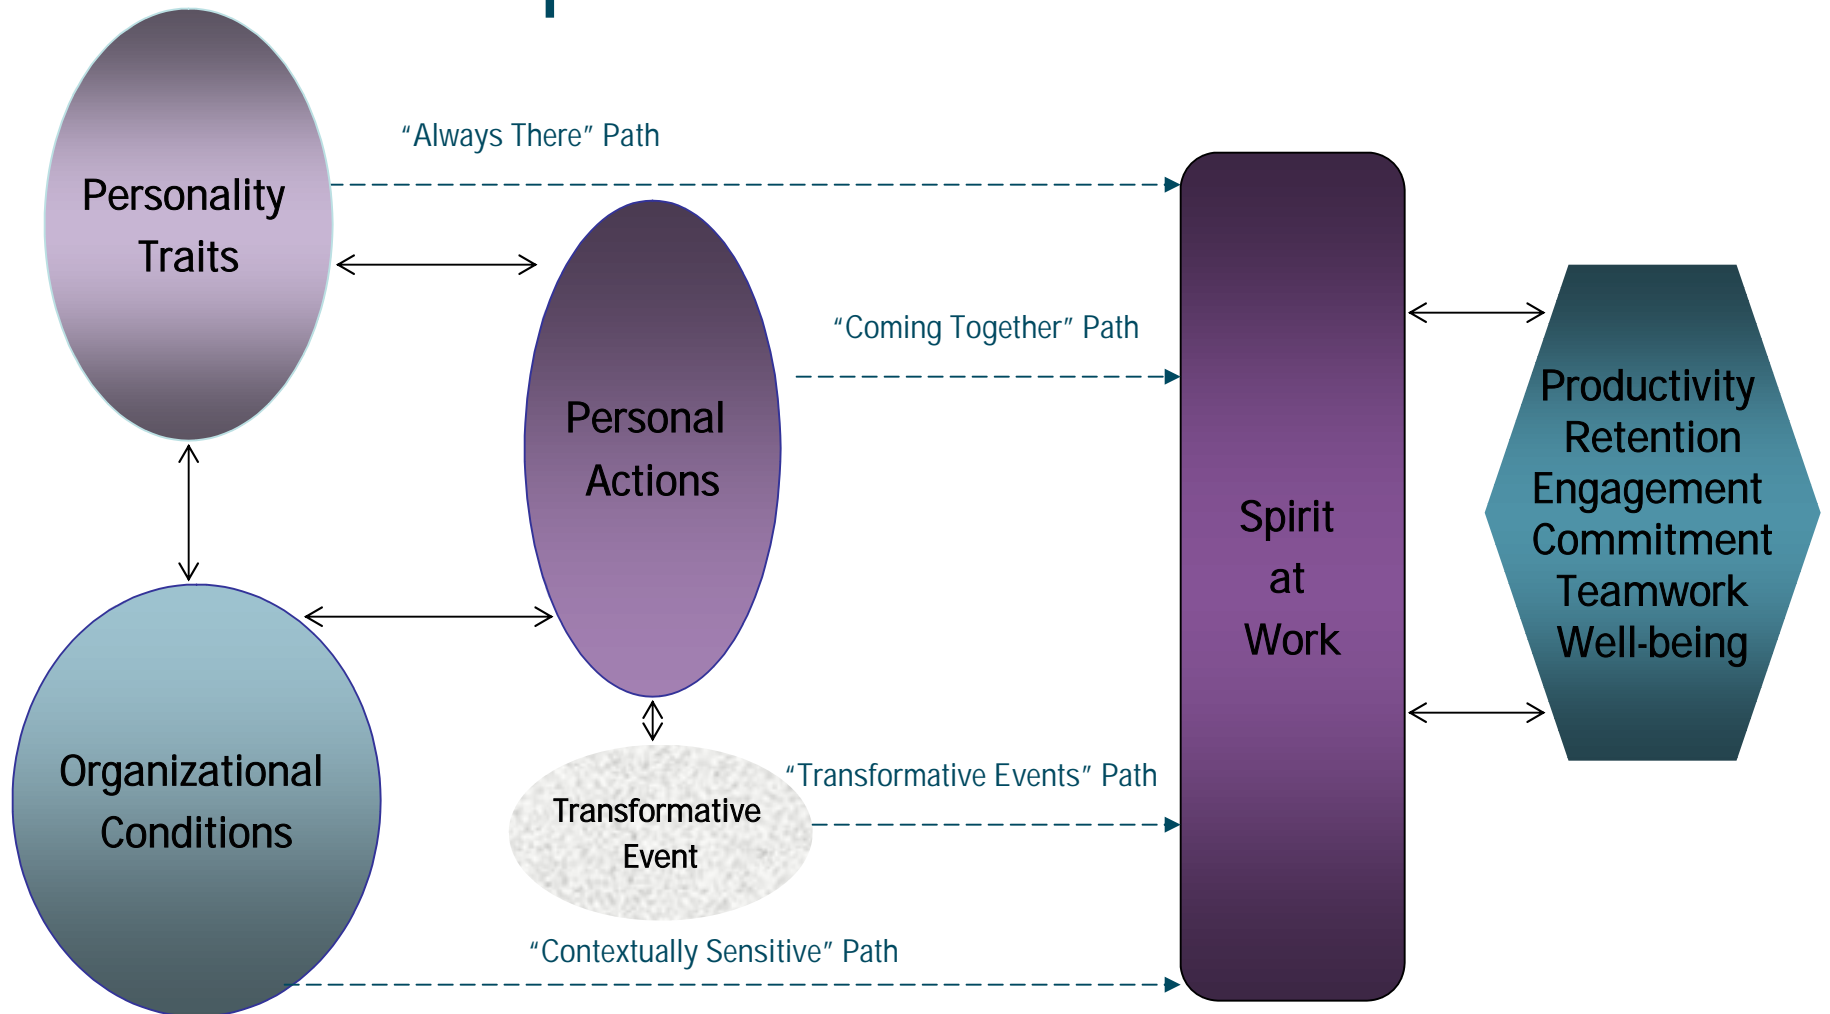 “Always There” Path
Personality
Traits
“Coming Together” Path
Personal
Actions
Productivity
Retention
Engagement
Commitment
Teamwork
Well-being
Spirit
at
Work
Organizational
Conditions
“Transformative Events” Path
Transformative
Event
“Contextually Sensitive” Path